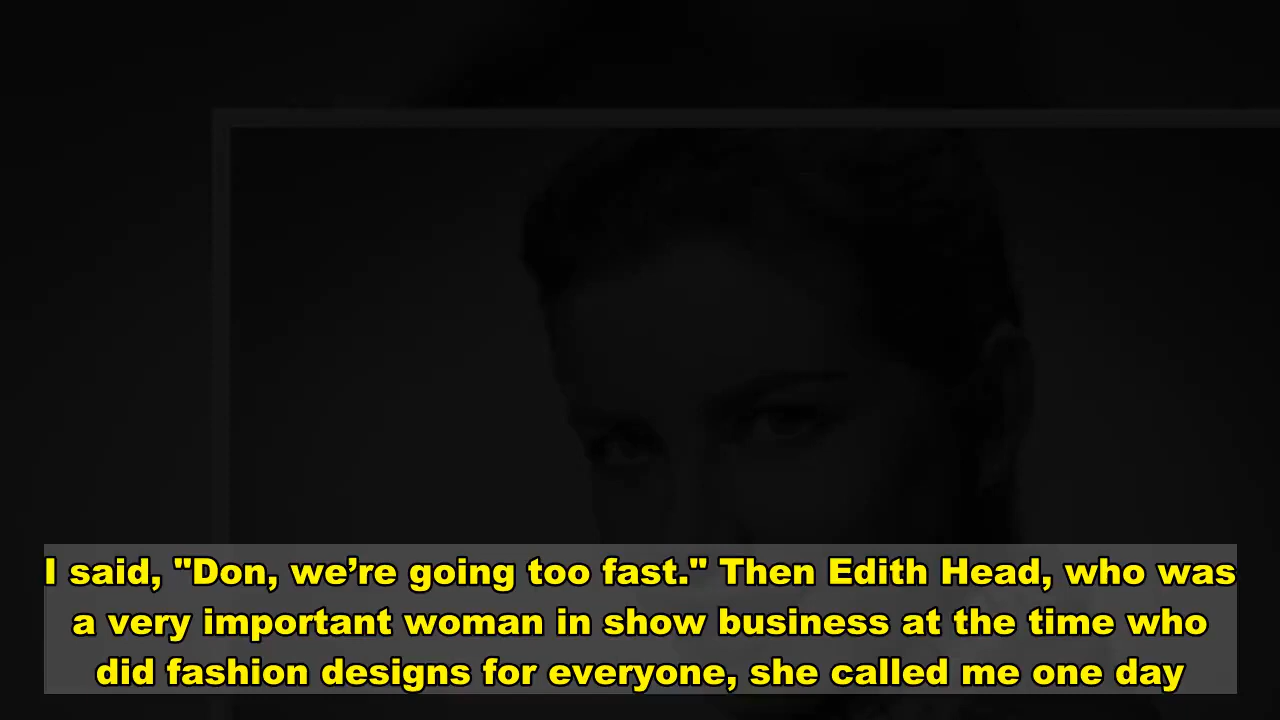 I said, "Don, we’re going too fast." Then Edith Head, who was
a very important woman in show business at the time who
did fashion designs for everyone, she called me one day